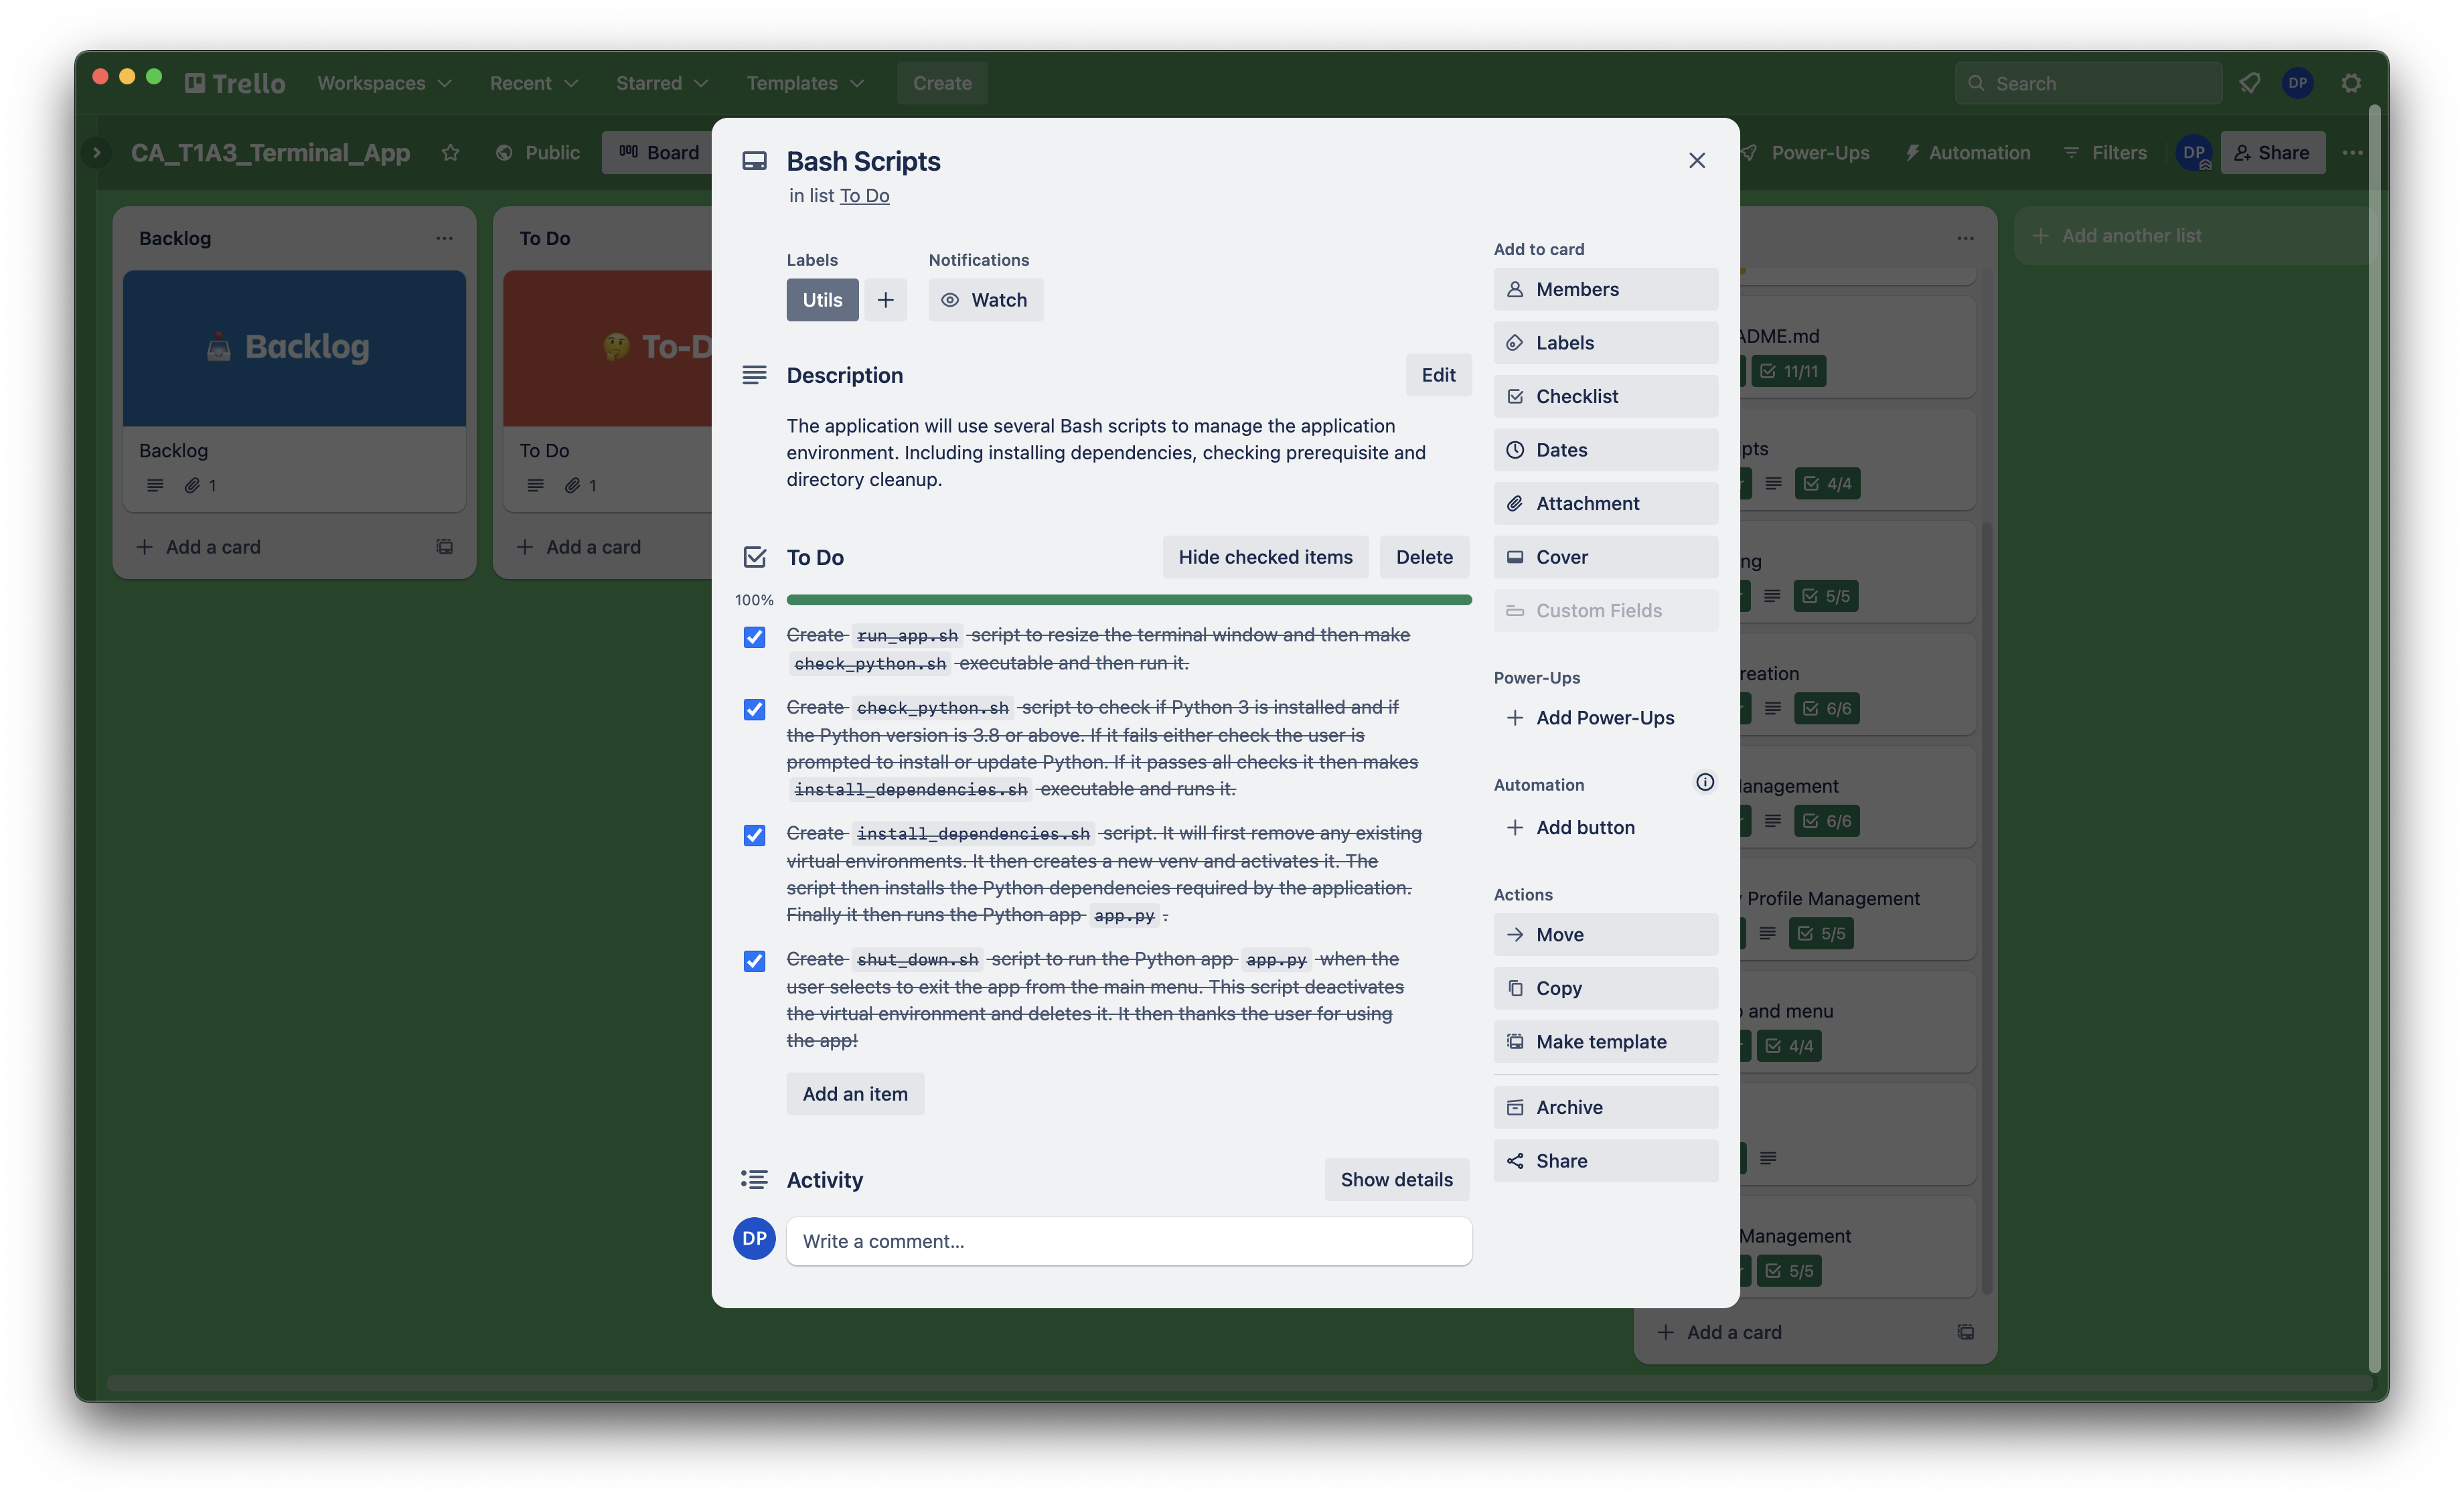 Trello
Workspaces
Recent
Starred
Templates
Create
Search
DP
CA_T1A3_Terminal_App
Public
Board
Power-Ups
Automation
Filters
DP
Share
Backlog
Backlog
Backlog
1
Add a card
To Do
To-D
To Do
1
Add a card
Bash Scripts
in list To Do
Labels
Utils
Notifications
Watch
Description
Edit
The application will use several Bash scripts to manage the application
environment. Including installing dependencies, checking prerequisite and
directory cleanup.
To Do
Hide checked items
Delete
100%
Create run_app.sh script to resize the terminal window and then make
check_python.sh executable and then run it.
Create check_python.sh script to check if Python 3 is installed and if
the Python version is 3.8 or above. If it fails either check the user is
prompted to install or update Python. If it passes all checks it then makes
install_dependencies.sh executable and runs it.
Create install_dependencies.sh script. It will first remove any existing
virtual environments. It then creates a new venv and activates it. The
script then installs the Python dependencies required by the application.
Finally it then runs the Python app app.py .
Create shut_down.sh script to run the Python app app.py when the
user selects to exit the app from the main menu. This script deactivates
the virtual environment and deletes it. It then thanks the user for using
the app!
Add an item
Activity
Show details
DP
Write a comment...
Add to card
Members
Labels
Checklist
Dates
Attachment
Cover
Custom Fields
Power-Ups
Add Power-Ups
Automation
Add button
Actions
Move
Copy
Make template
Archive
Share
ADME.md
11/11
pts
4/4
ng
5/5
reation
6/6
anagement
6/6
Profile Management
5/5
and menu
4/4
Management
5/5
Add a card
Add another list